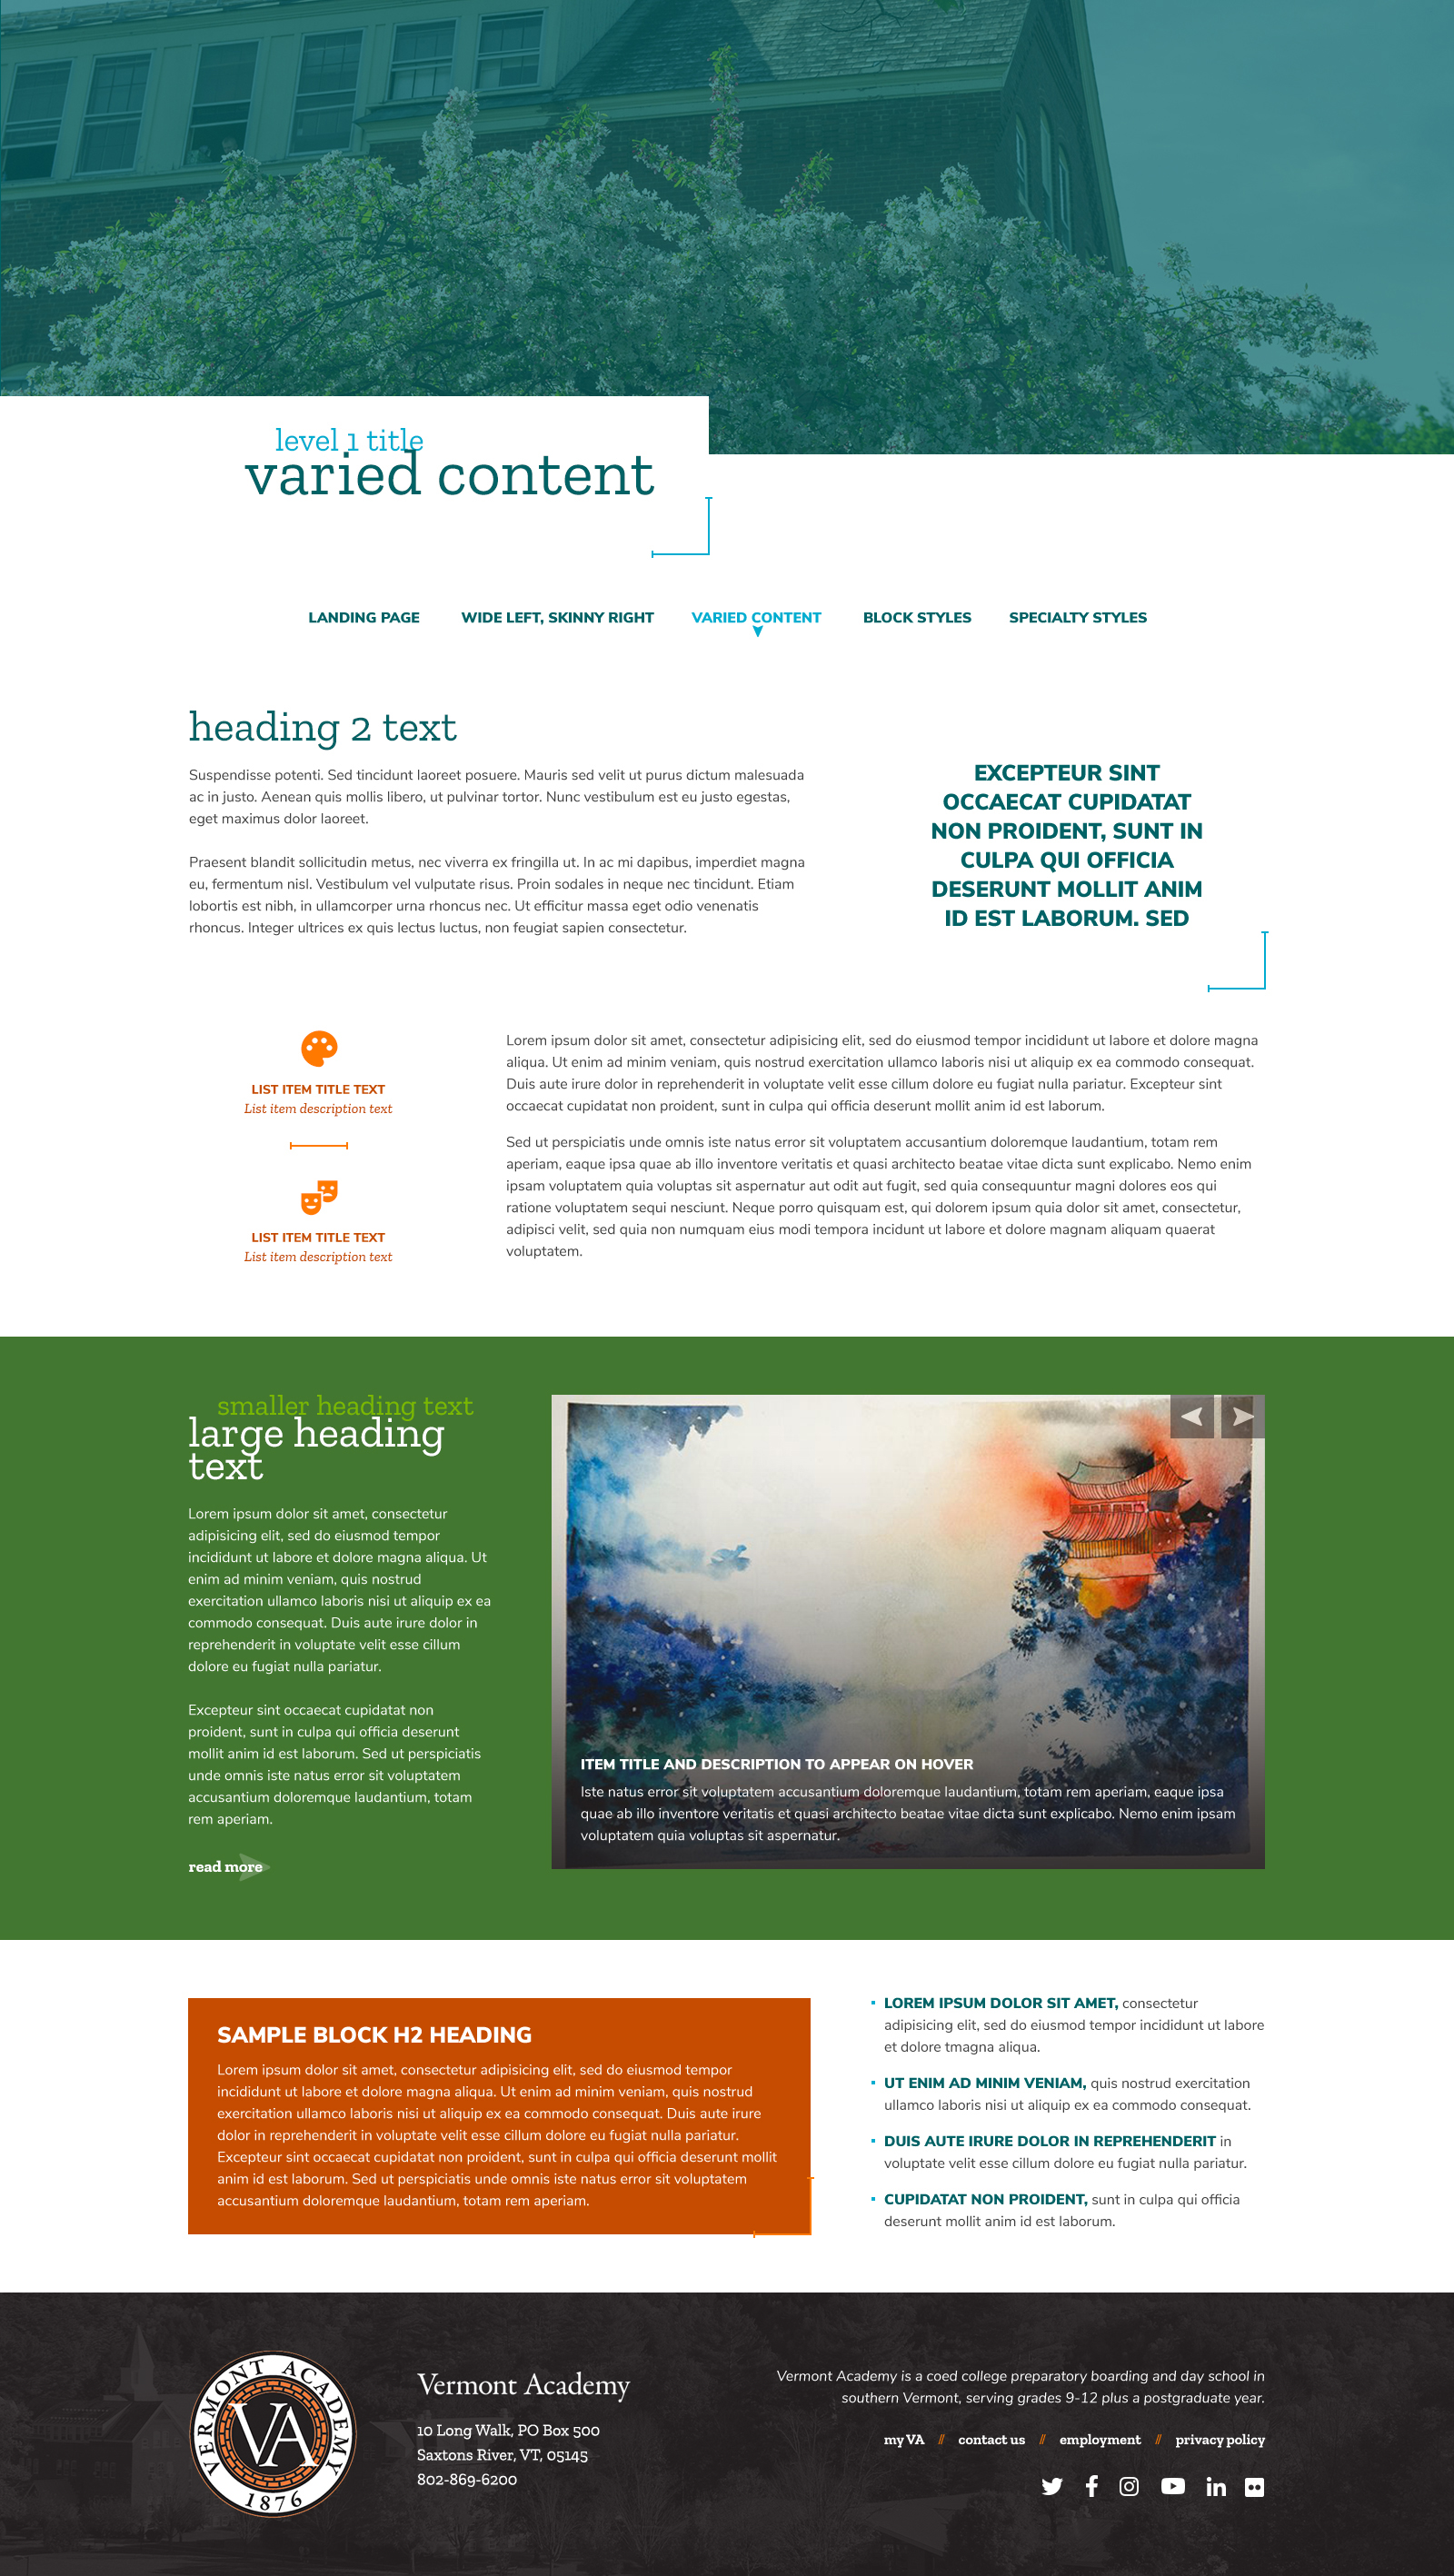 level 1 title
varied content
LANDING PAGE WIDE LEFT, SKINNY RIGHT VARIED CONTENT BLOCK STYLES SPECIALTY STYLES
heading 2 text
Suspendisse potenti. Sed tincidunt laoreet posuere. Mauris sed velit ut purus dictum malesuada
ac in justo. Aenean quis mollis libero, ut pulvinar tortor. Nunc vestibulum est eu justo egestas,
eget maximus dolor laoreet.
Praesent blandit sollicitudin metus, nec viverra ex fringilla ut. In ac mi dapibus, imperdiet magna
eu, fermentum nisl. Vestibulum vel vulputate risus. Proin sodales in neque nec tincidunt. Etiam
lobortis est nibh, in ullamcorper urna rhoncus nec. Ut efficitur massa eget odio venenatis
rhoncus. Integer ultrices ex quis lectus luctus, non feugiat sapien consectetur.
EXCEPTEUR SINT
OCCAECAT CUPIDATAT
NON PROIDENT, SUNT IN
CULPA QUI OFFICIA
DESERUNT MOLLIT ANIM
ID EST LABORUM. SED
LIST ITEM TITLE TEXT
List item description text
LIST ITEM TITLE TEXT
List item description text
Lorem ipsum dolor sit amet, consectetur adipisicing elit, sed do eiusmod tempor incididunt ut labore et dolore magna
aliqua. Ut enim ad minim veniam, quis nostrud exercitation ullamco laboris nisi ut aliquip ex ea commodo consequat.
Duis aute irure dolor in reprehenderit in voluptate velit esse cillum dolore eu fugiat nulla pariatur. Excepteur sint
occaecat cupidatat non proident, sunt in culpa qui officia deserunt mollit anim id est laborum.
Sed ut perspiciatis unde omnis iste natus error sit voluptatem accusantium doloremque laudantium, totam rem
aperiam, eaque ipsa quae ab illo inventore veritatis et quasi architecto beatae vitae dicta sunt explicabo. Nemo enim
ipsam voluptatem quia voluptas sit aspernatur aut odit aut fugit, sed quia consequuntur magni dolores eos qui
ratione voluptatem sequi nesciunt. Neque porro quisquam est, qui dolorem ipsum quia dolor sit amet, consectetur,
adipisci velit, sed quia non numquam eius modi tempora incidunt ut labore et dolore magnam aliquam quaerat
voluptatem.
smaller heading text
large heading
text
Lorem ipsum dolor sit amet, consectetur
adipisicing elit, sed do eiusmod tempor
incididunt ut labore et dolore magna aliqua. Ut
enim ad minim veniam, quis nostrud
exercitation ullamco laboris nisi ut aliquip ex ea
commodo consequat. Duis aute irure dolor in
reprehenderit in voluptate velit esse cillum
dolore eu fugiat nulla pariatur.
Excepteur sint occaecat cupidatat non
proident, sunt in culpa qui officia deserunt
mollit anim id est laborum. Sed ut perspiciatis
unde omnis iste natus error sit voluptatem
accusantium doloremque laudantium, totam
rem aperiam.
read more
ITEM TITLE AND DESCRIPTION TO APPEAR ON HOVER
Iste natus error sit voluptatem accusantium doloremque laudantium, totam rem aperiam, eaque ipsa
quae ab illo inventore veritatis et quasi architecto beatae vitae dicta sunt explicabo. Nemo enim ipsam
voluptatem quia voluptas sit aspernatur.
SAMPLE BLOCK H2 HEADING
Lorem ipsum dolor sit amet, consectetur adipisicing elit, sed do eiusmod tempor
incididunt ut labore et dolore magna aliqua. Ut enim ad minim veniam, quis nostrud
exercitation ullamco laboris nisi ut aliquip ex ea commodo consequat. Duis aute irure
dolor in reprehenderit in voluptate velit esse cillum dolore eu fugiat nulla pariatur.
Excepteur sint occaecat cupidatat non proident, sunt in culpa qui officia deserunt mollit
anim id est laborum. Sed ut perspiciatis unde omnis iste natus error sit voluptatem
accusantium doloremque laudantium, totam rem aperiam.
LOREM IPSUM DOLOR SIT AMET, consectetur
adipisicing elit, sed do eiusmod tempor incididunt ut labore
et dolore tmagna aliqua.
UT ENIM AD MINIM VENIAM, quis nostrud exercitation
ullamco laboris nisi ut aliquip ex ea commodo consequat.
DUIS AUTE IRURE DOLOR IN REPREHENDERIT in
voluptate velit esse cillum dolore eu fugiat nulla pariatur.
CUPIDATAT NON PROIDENT, sunt in culpa qui officia
deserunt mollit anim id est laborum.
VERMONT ACADEMY
VA
1876
Vermont Academy
10 Long Walk, PO Box 500
Saxtons River, VT, 05145
802-869-6200
Vermont Academy is a coed college preparatory boarding and day school in
southern Vermont, serving grades 9-12 plus a postgraduate year.
my VA // contact us // employment // privacy policy